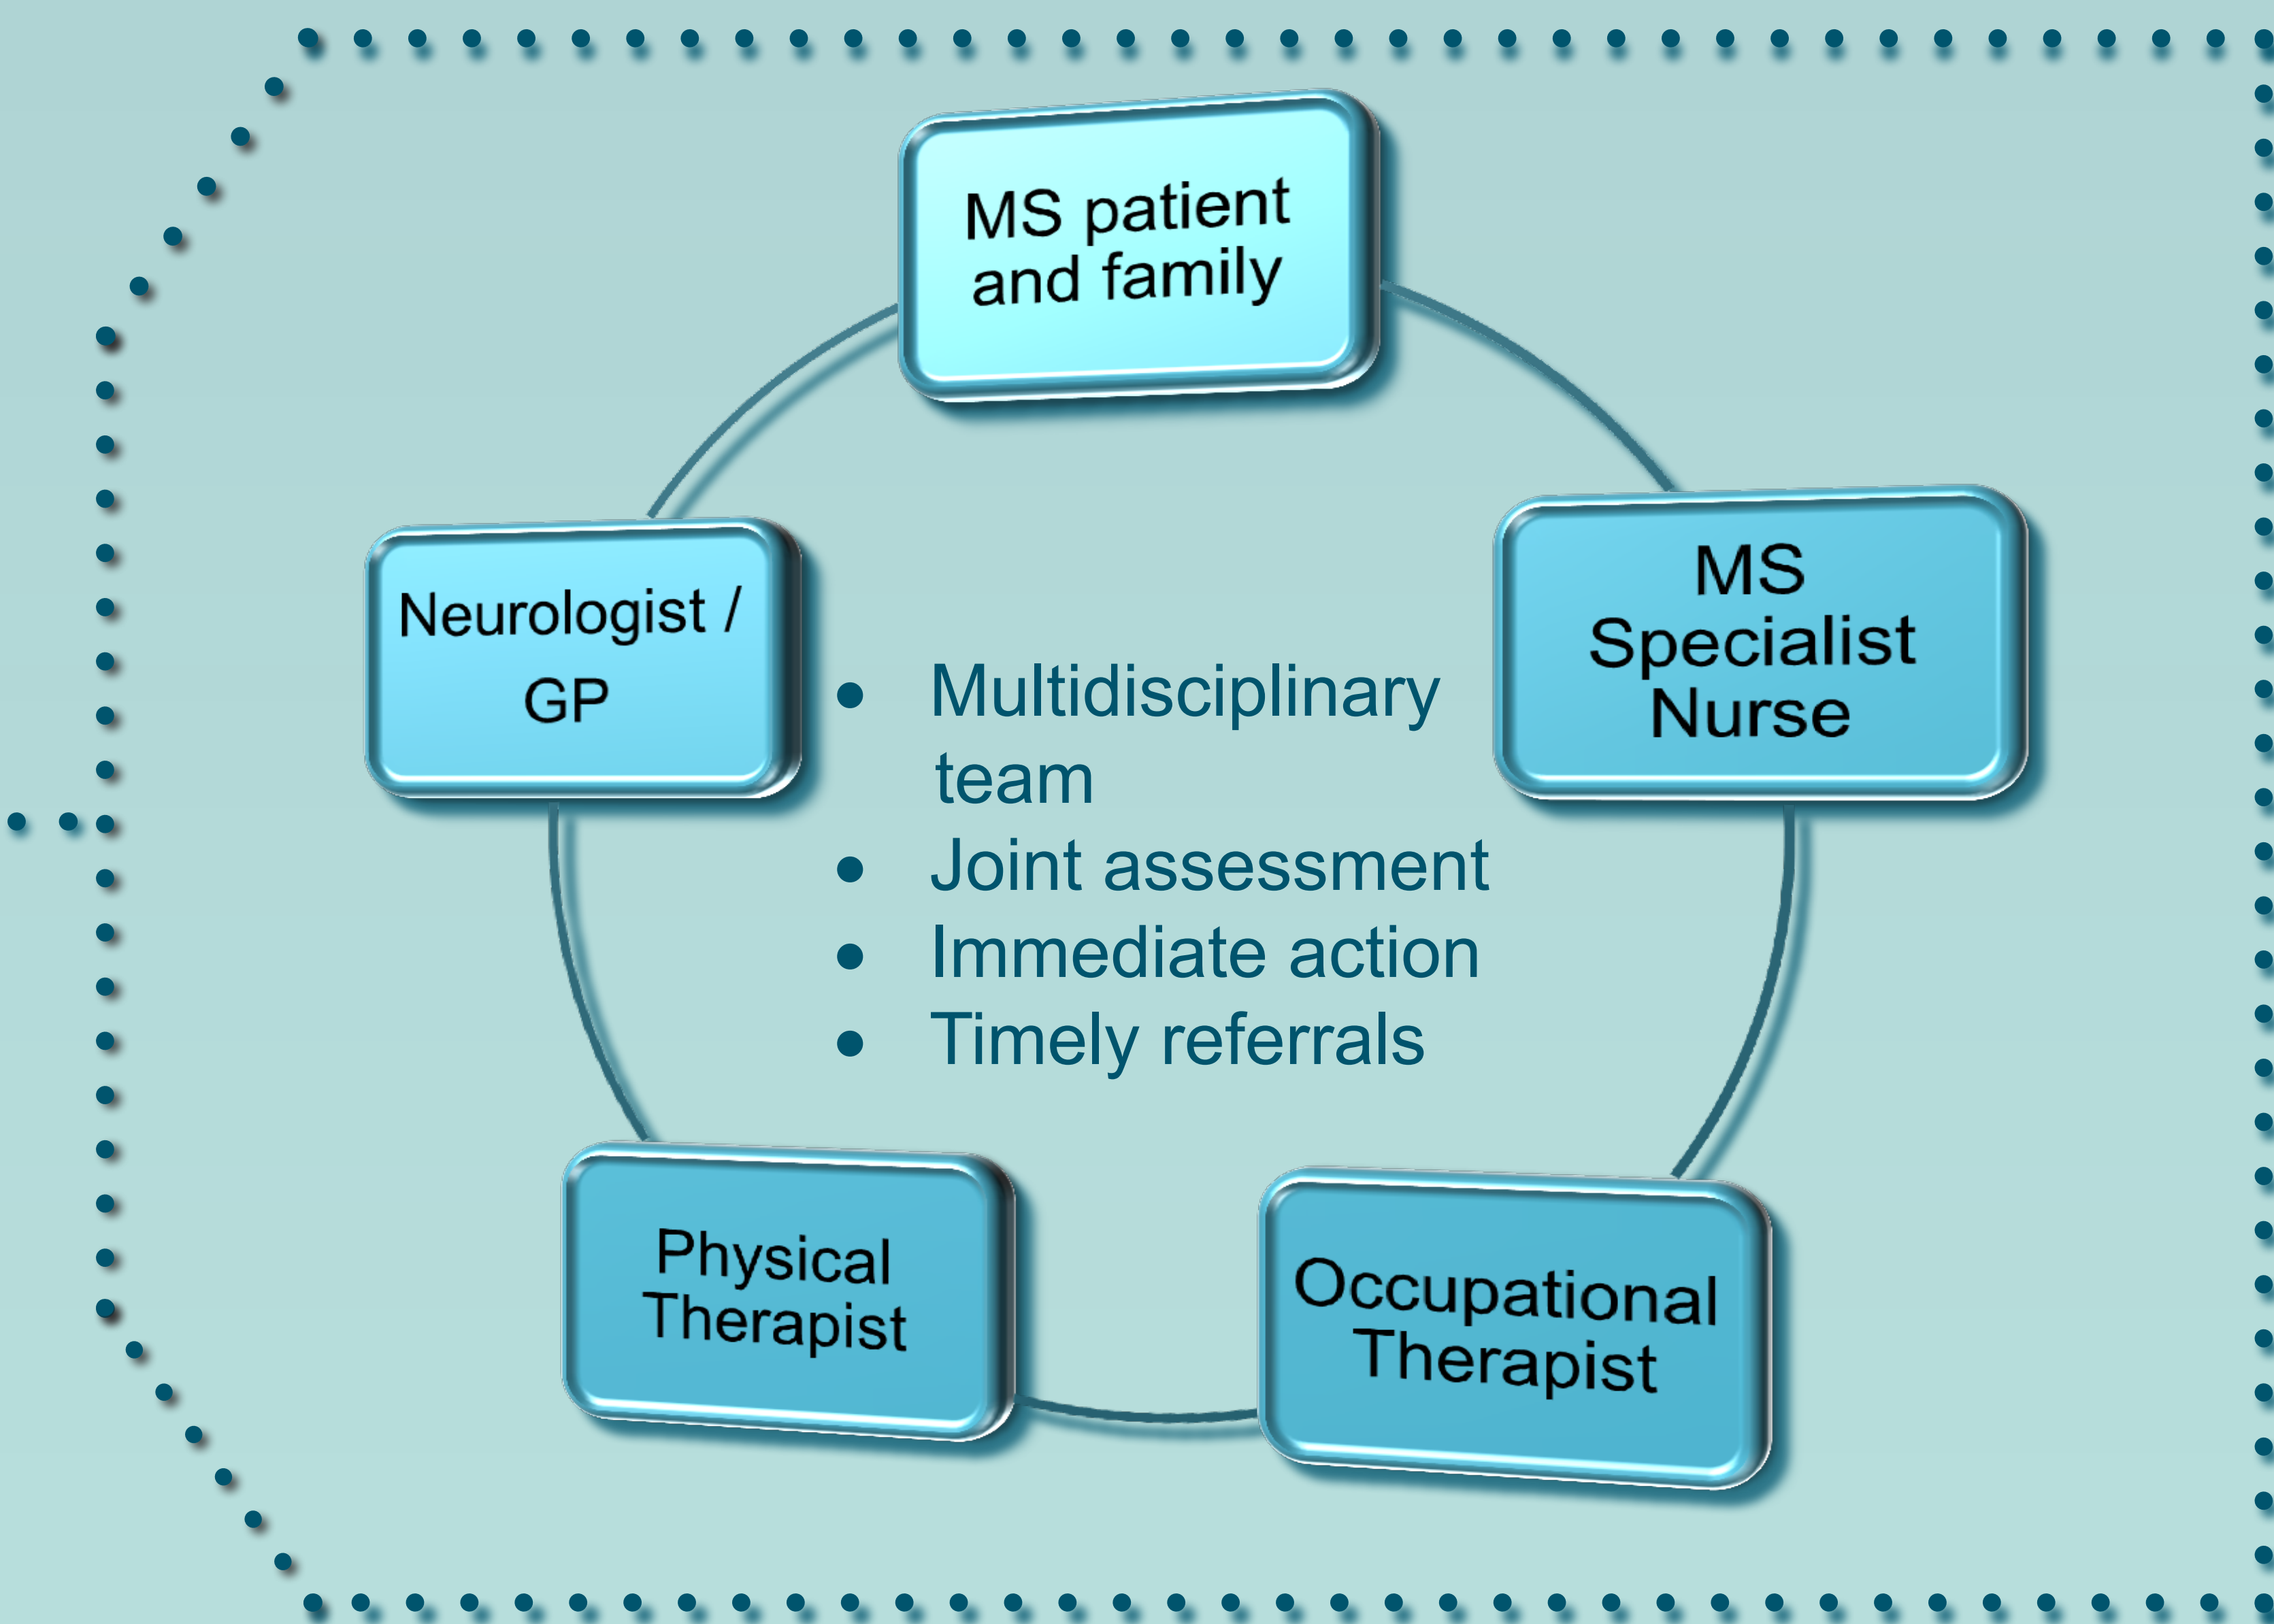 MS patient
and family
Neurologist /
GP
MS
Specialist
Nurse
• Multidisciplinary
team
• Joint assessment
• Immediate action
• Timely referrals
Physical
Therapist
Occupational
Therapist